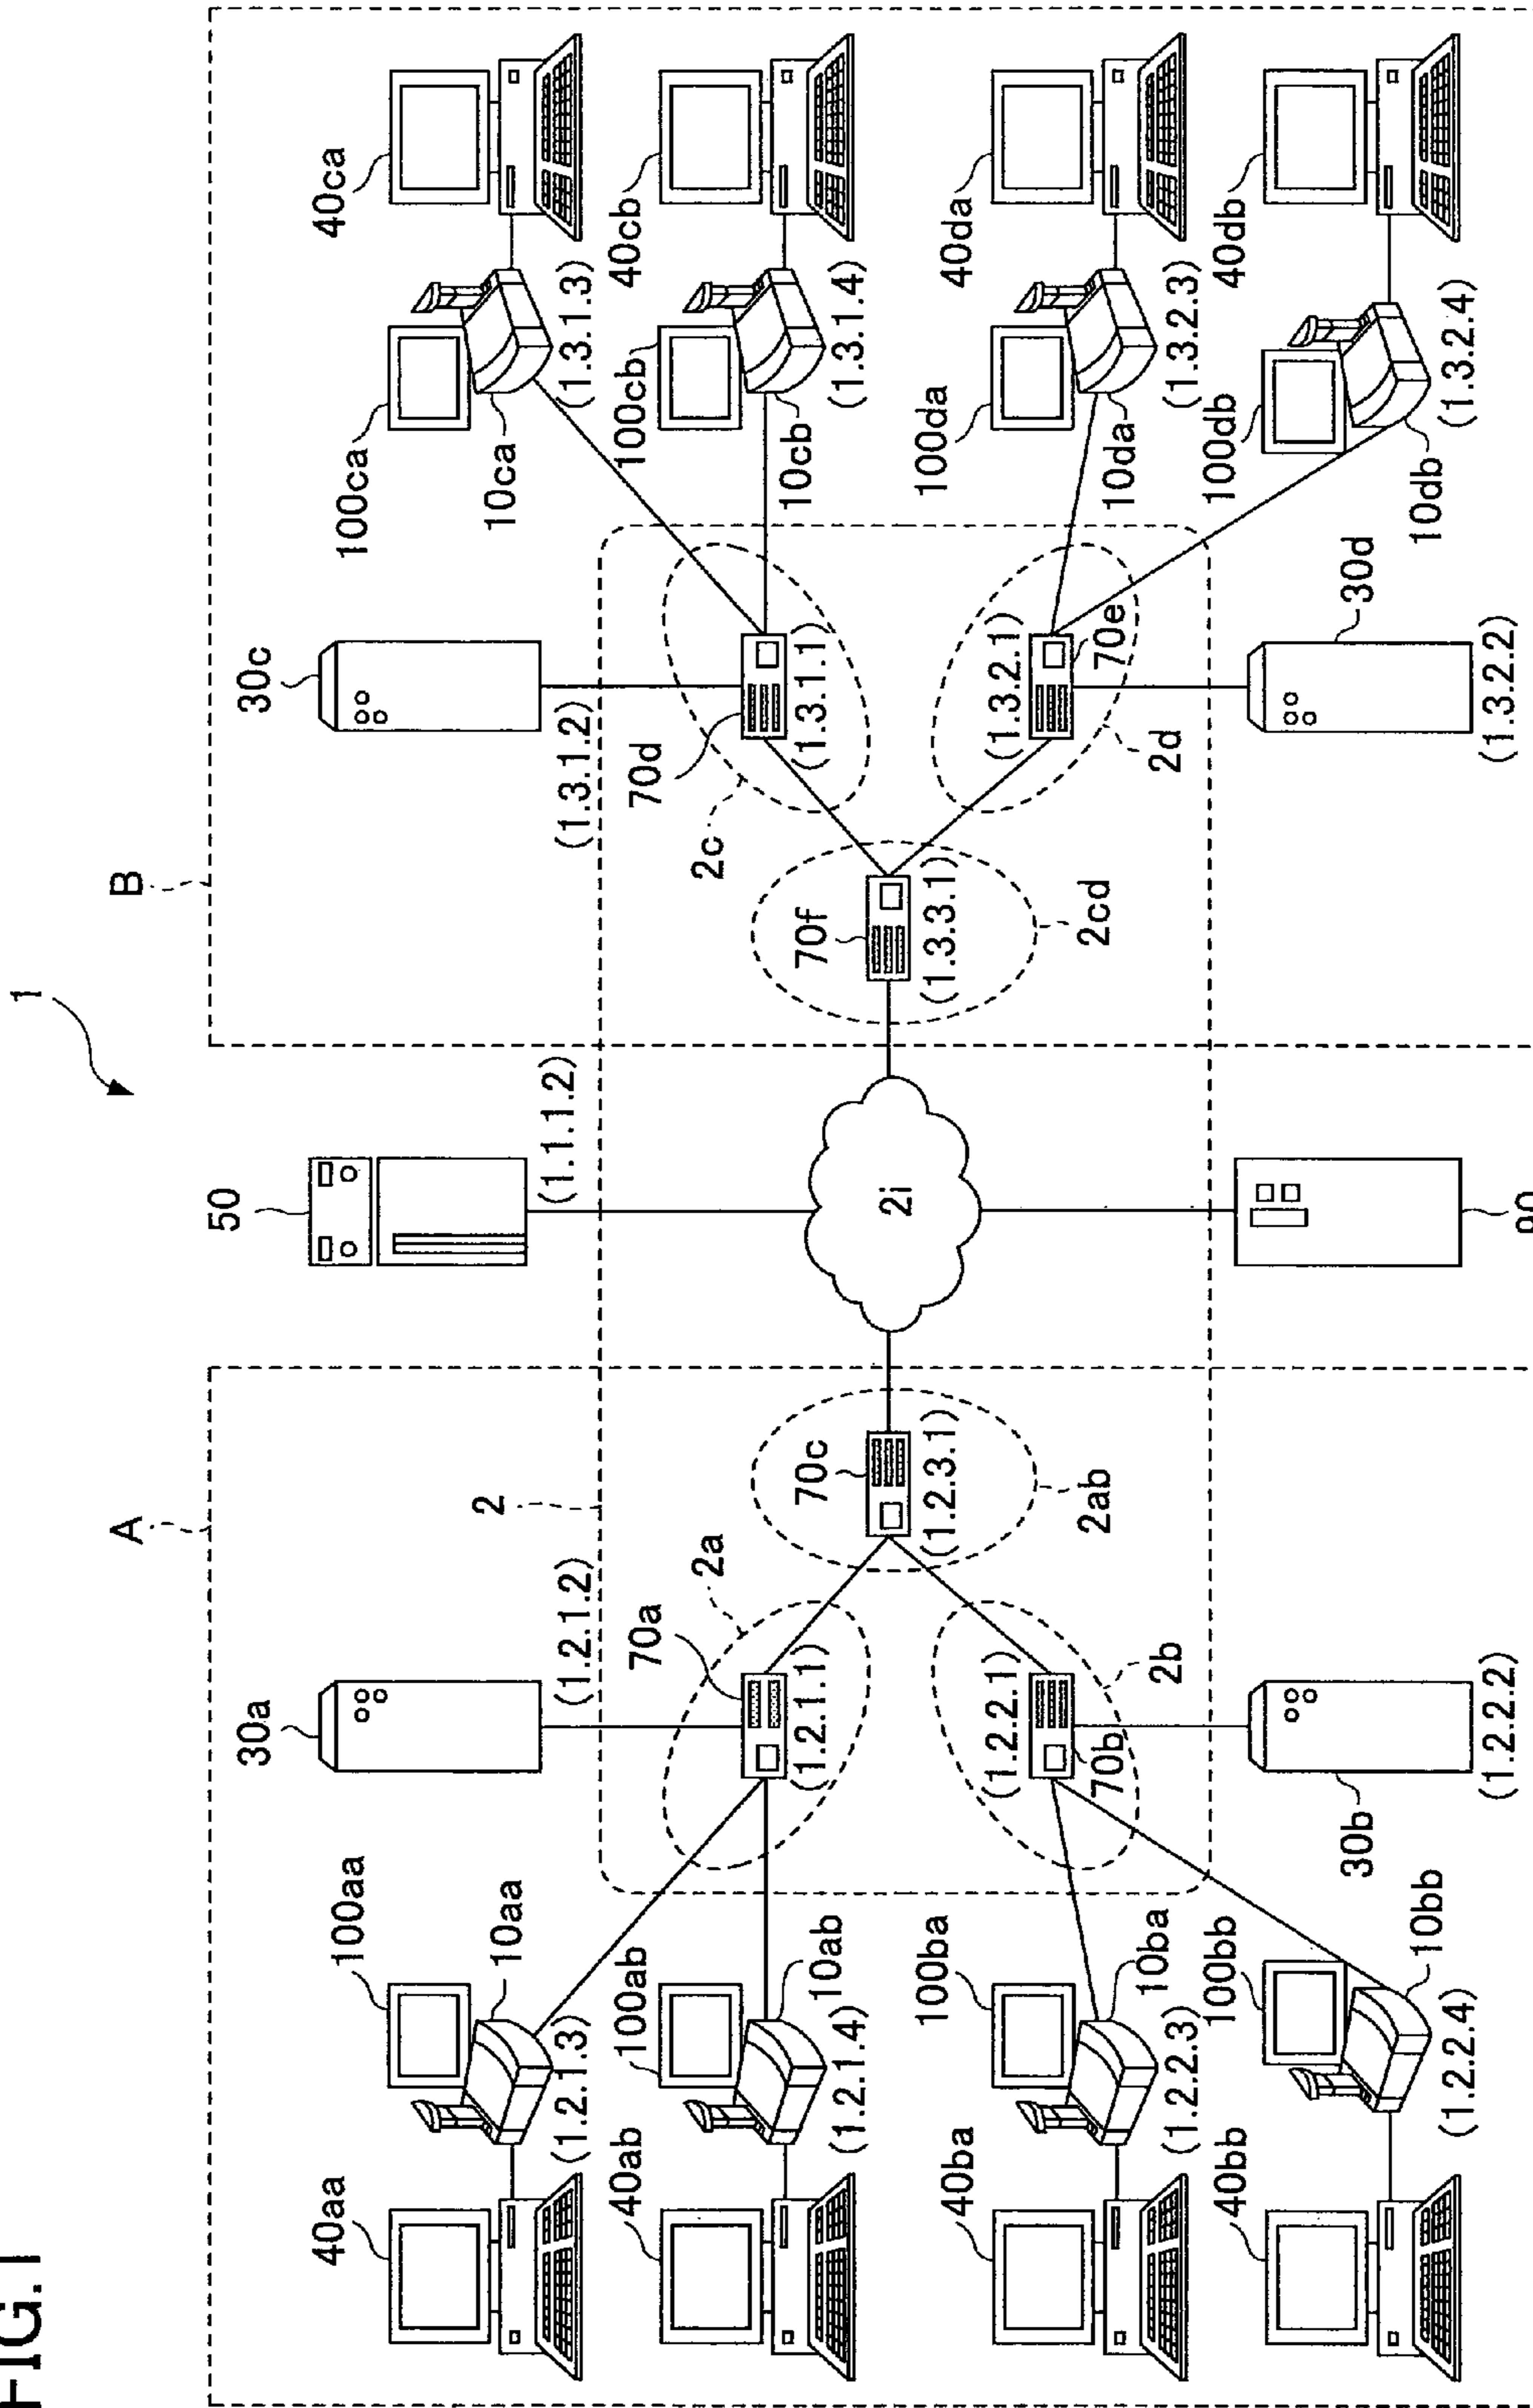 FIG.1
1
A
B
50
(1.1.1.2)
30a
(1.2.1.2)
2
30c
(1.3.1.2)
40aa
100aa
10aa
(1.2.1.3)
40ab
100ab
10ab
(1.2.1.4)
70a
(1.2.1.1)
2a
70c
(1.2.3.1)
2ab
2i
70f
(1.3.3.1)
2cd
70d
(1.3.1.1)
2c
100ca
10ca
(1.3.1.3)
40ca
100cb
10cb
(1.3.1.4)
40cb
40ba
100ba
10ba
(1.2.2.3)
40bb
100bb
10bb
(1.2.2.4)
(1.2.2.1)
70b
2b
30b
(1.2.2.2)
(1.3.2.1)
70e
2d
30d
(1.3.2.2)
100da
10da
(1.3.2.3)
40da
100db
10db
(1.3.2.4)
40db